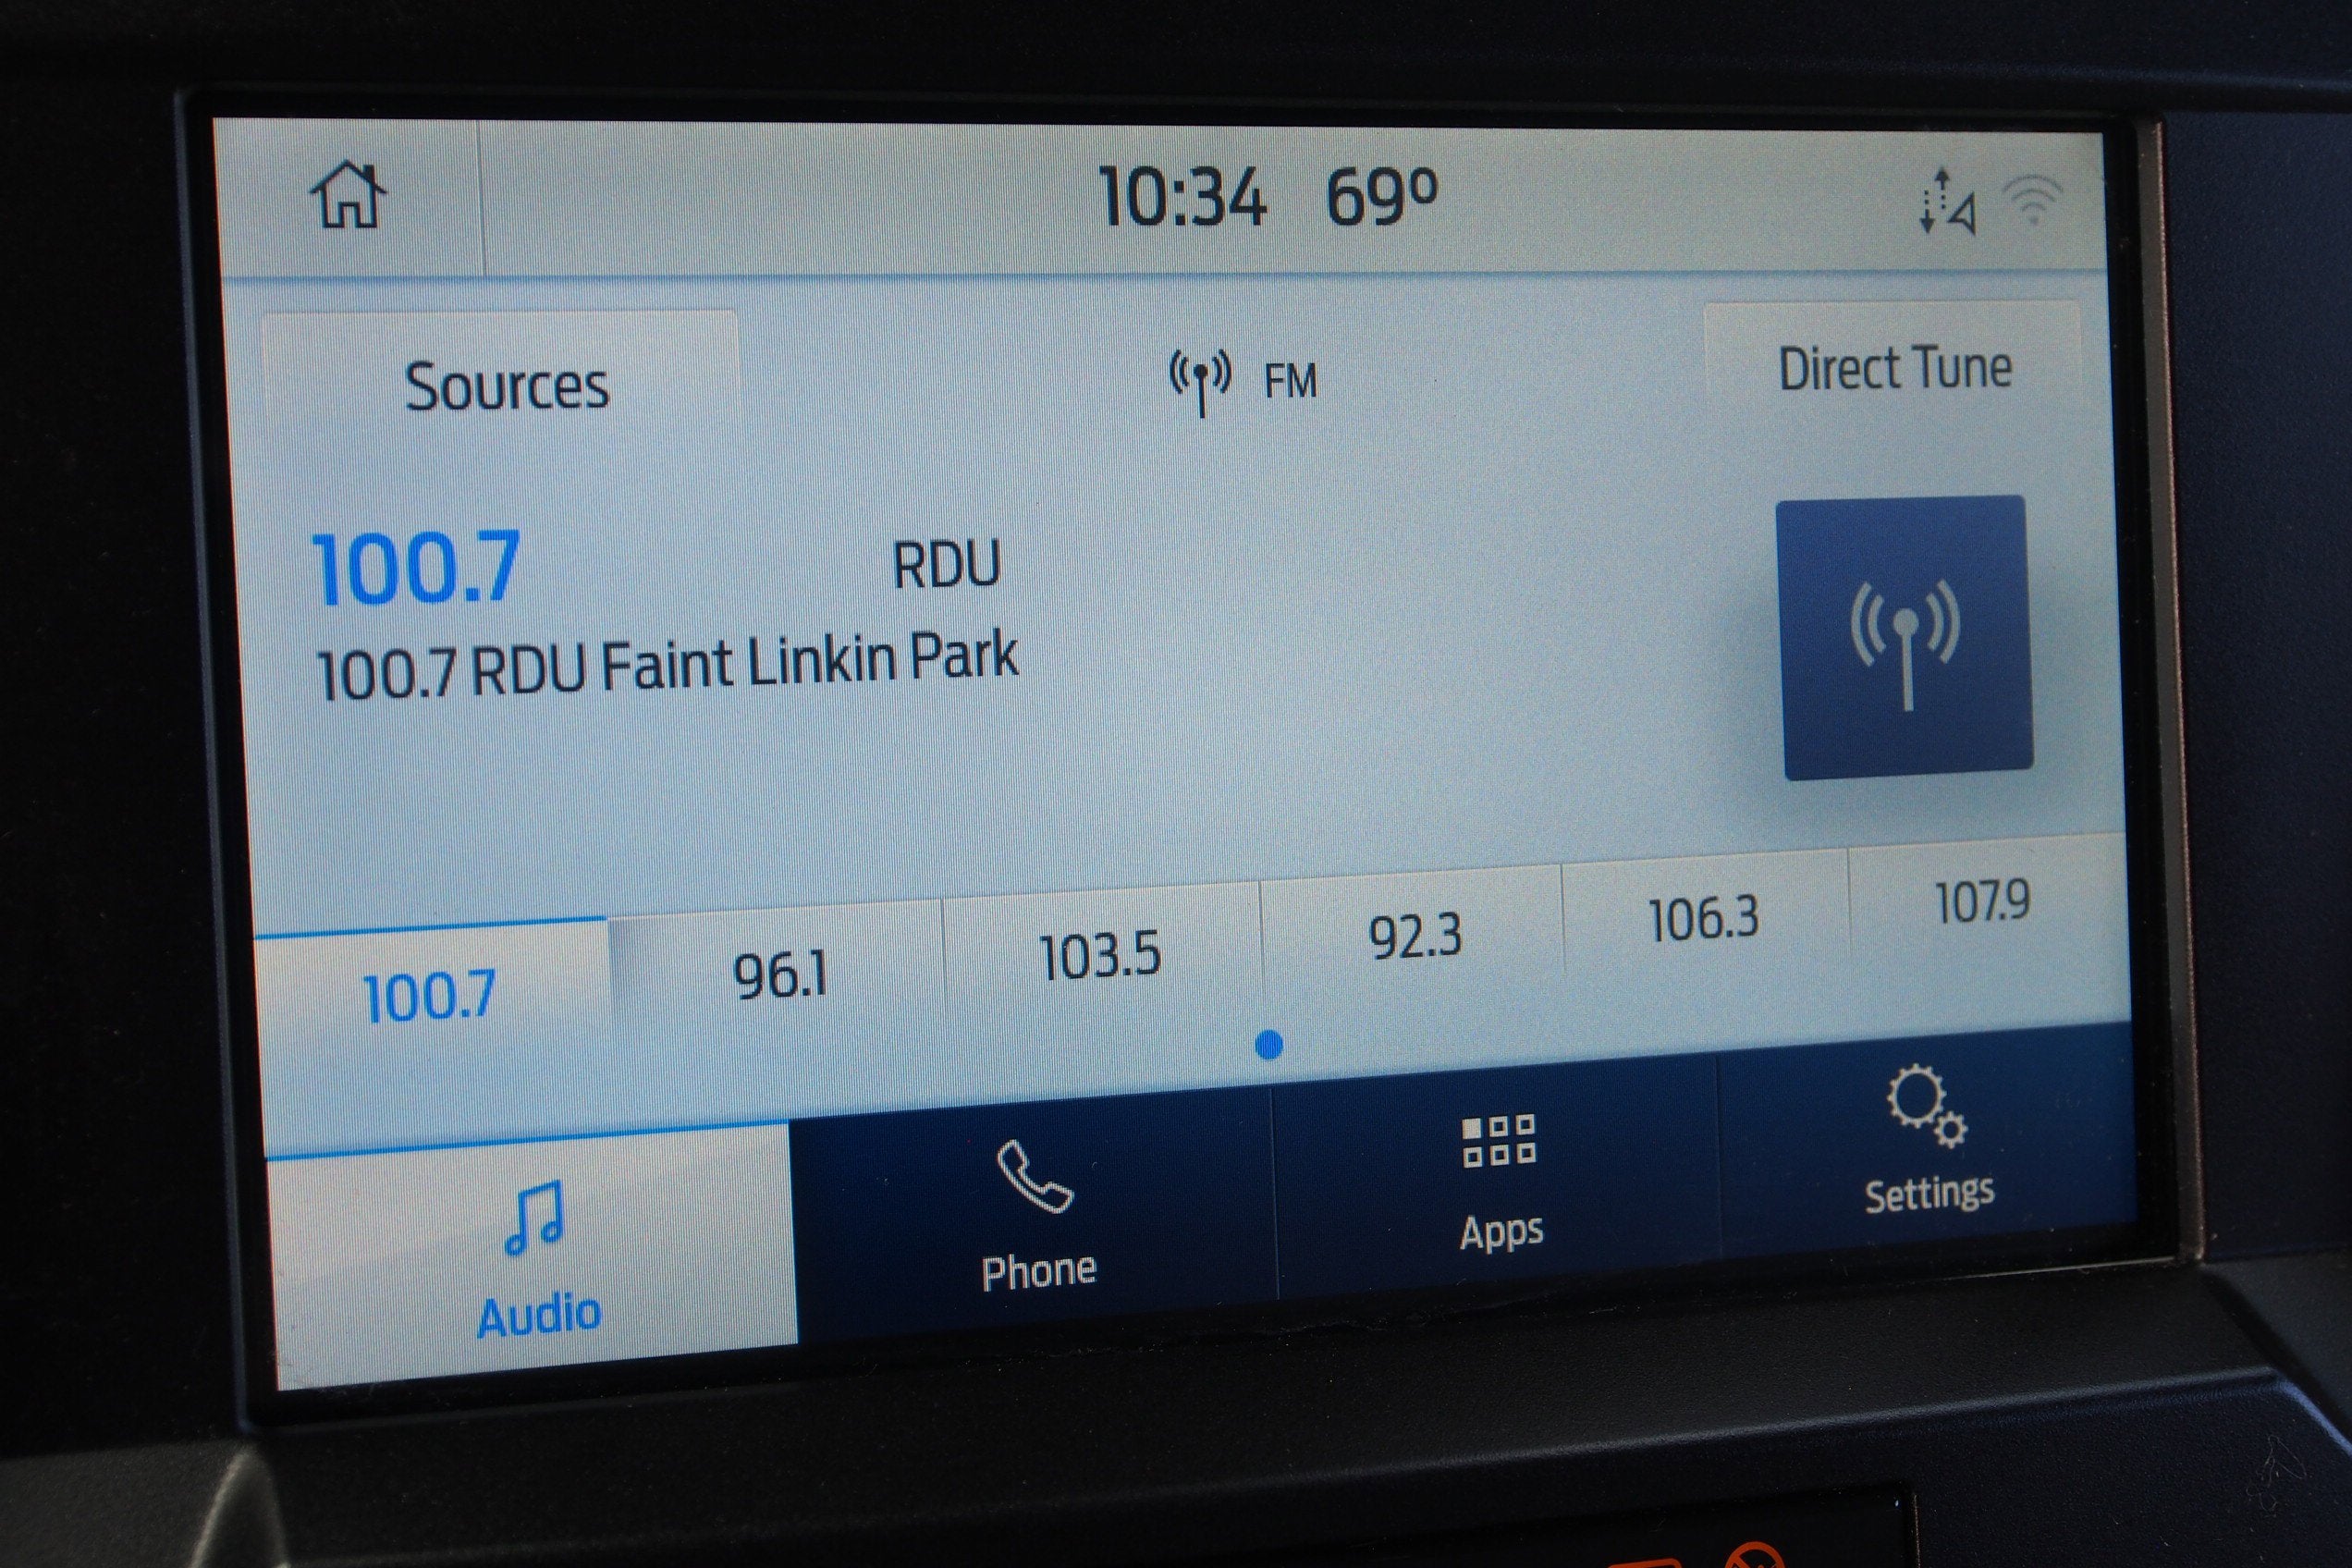 10:34 69º
Sources FM Direct Tune
100.7 RDU
100.7 RDU Faint Linkin Park
100.7 96.1 103.5 92.3 106.3 107.9
Audio Phone Apps Settings